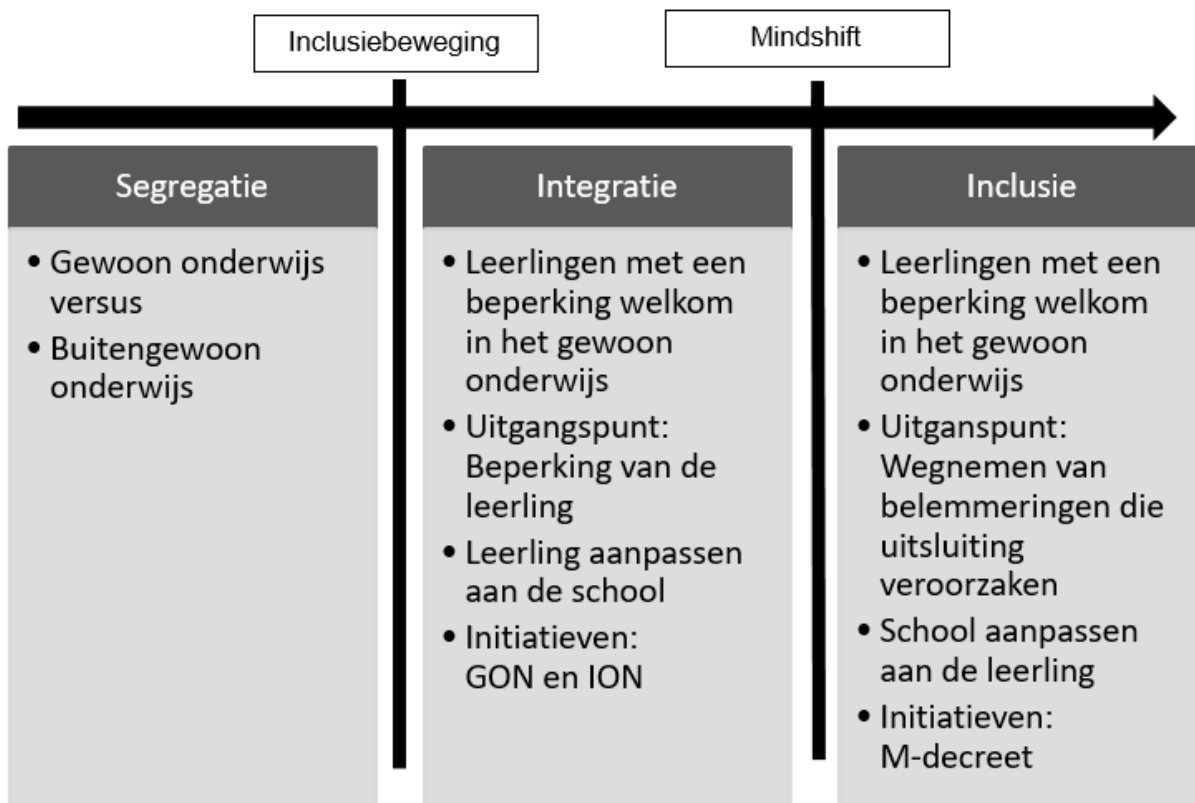 Inclusiebeweging
Mindshift
Segregatie
• Gewoon onderwijs
versus
• Buitengewoon
onderwijs
Integratie
• Leerlingen met een
beperking welkom
in het gewoon
onderwijs
• Uitgangspunt:
Beperking van de
leerling
• Leerling aanpassen
aan de school
• Initiatieven:
GON en ION
Inclusie
• Leerlingen met een
beperking welkom
in het gewoon
onderwijs
• Uitganspunt:
Wegnemen van
belemmeringen die
uitsluiting
veroorzaken
• School aanpassen
aan de leerling
• Initiatieven:
M-decreet